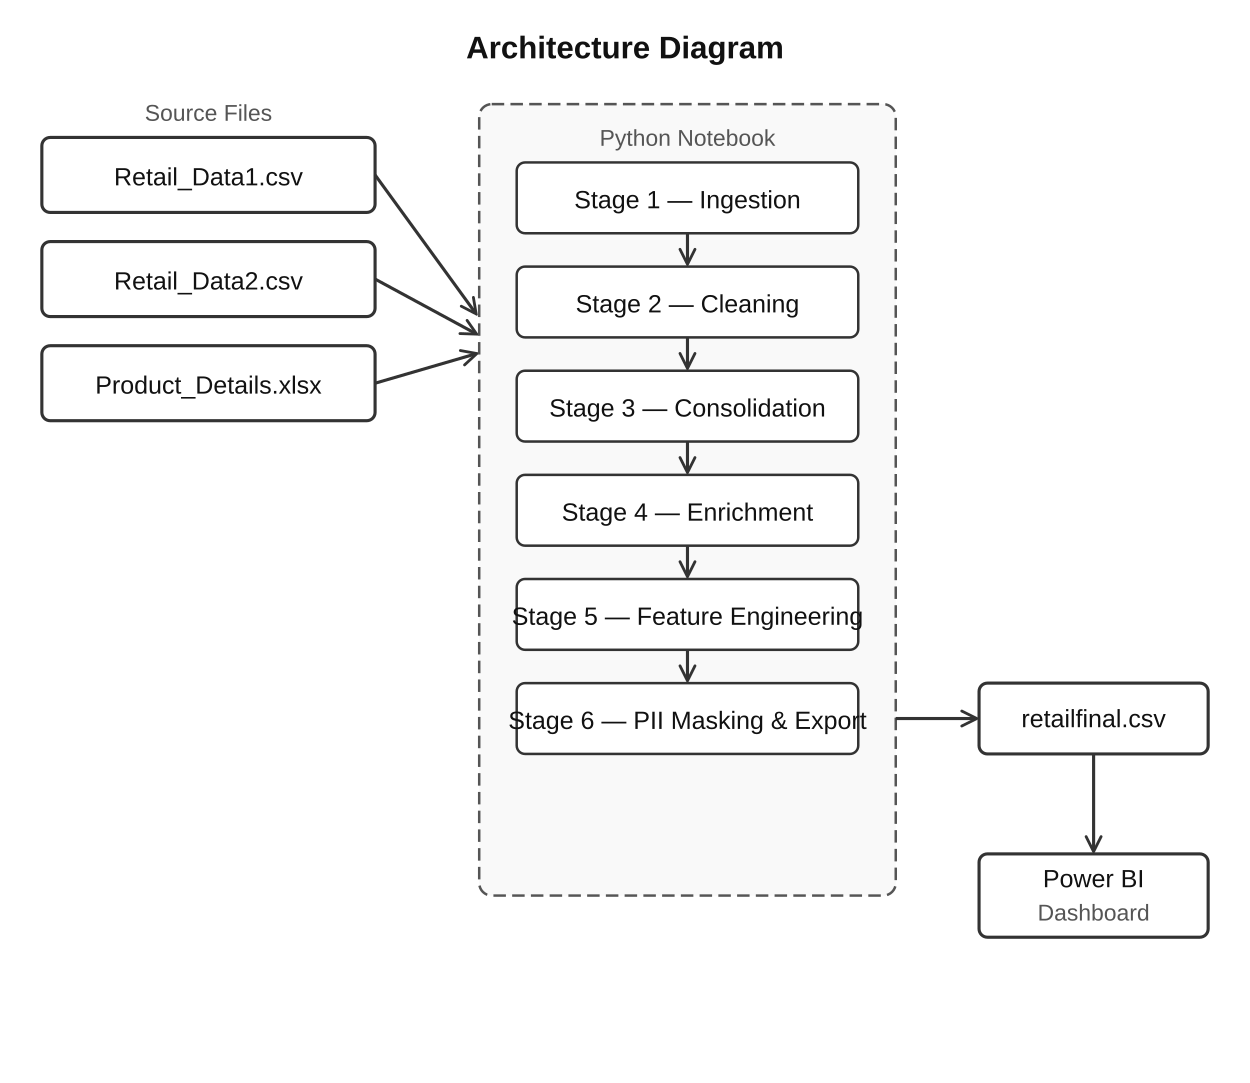 Architecture Diagram
Source Files
Retail_Data1.csv
Retail_Data2.csv
Product_Details.xlsx
Python Notebook
Stage 1 — Ingestion
Stage 2 — Cleaning
Stage 3 — Consolidation
Stage 4 — Enrichment
Stage 5 — Feature Engineering
Stage 6 — PII Masking & Export
retailfinal.csv
Power BI
Dashboard